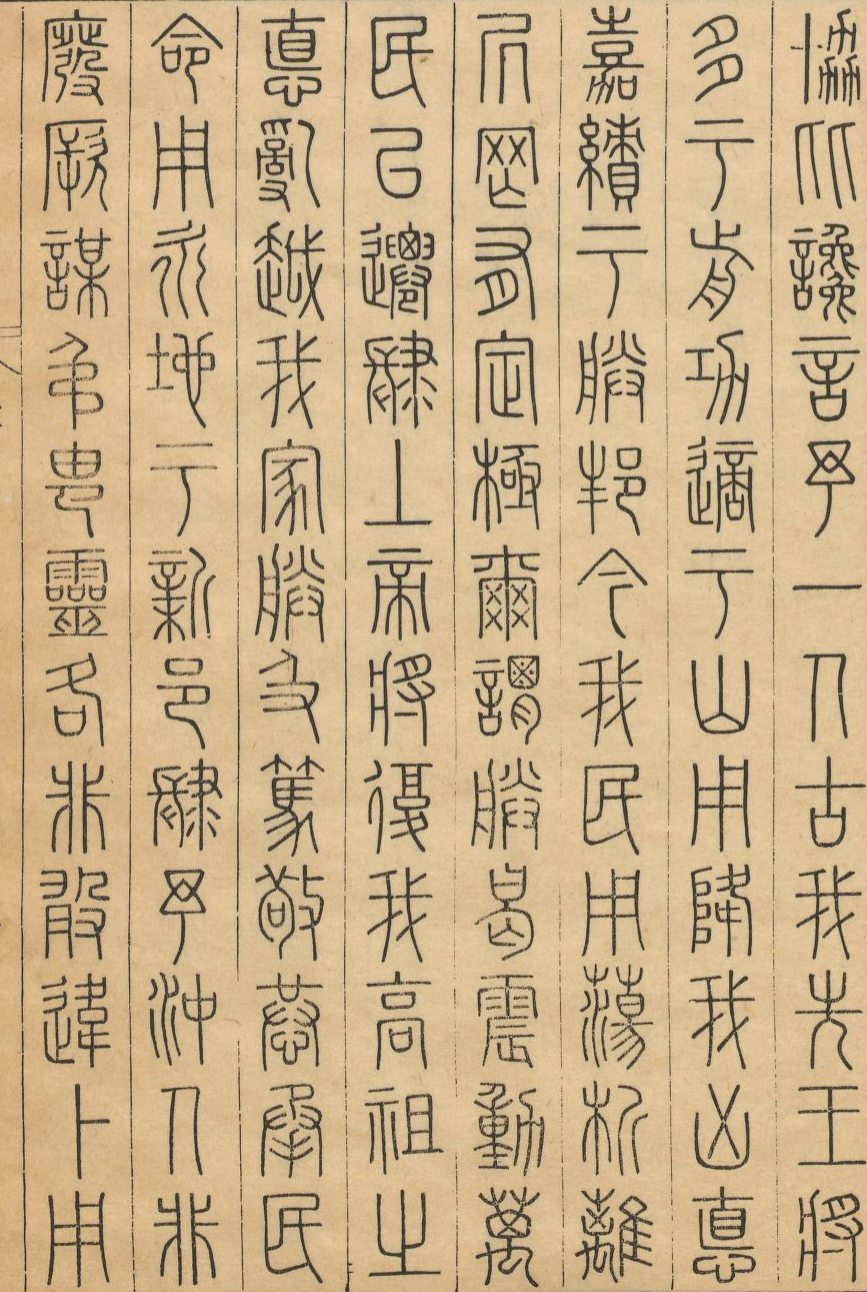 協比讒言予一人古我先王將
多于前功適于山用降我凶悳
嘉績于朕邦今我民用蕩析離
凥罔有定極爾謂朕曷震動萬
民以遷肆上帝將復我高祖之
悳亂越我家朕及篤敬恭承民
命用永地于新邑肆予沖人非
廢厥謀弔由靈各非敢違卜用